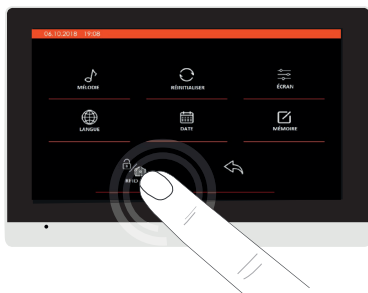 06.10.2018 19:08
MÉLODIE
RÉINITIALISER
ÉCRAN
LANGUE
DATE
MÉMOIRE
RFID